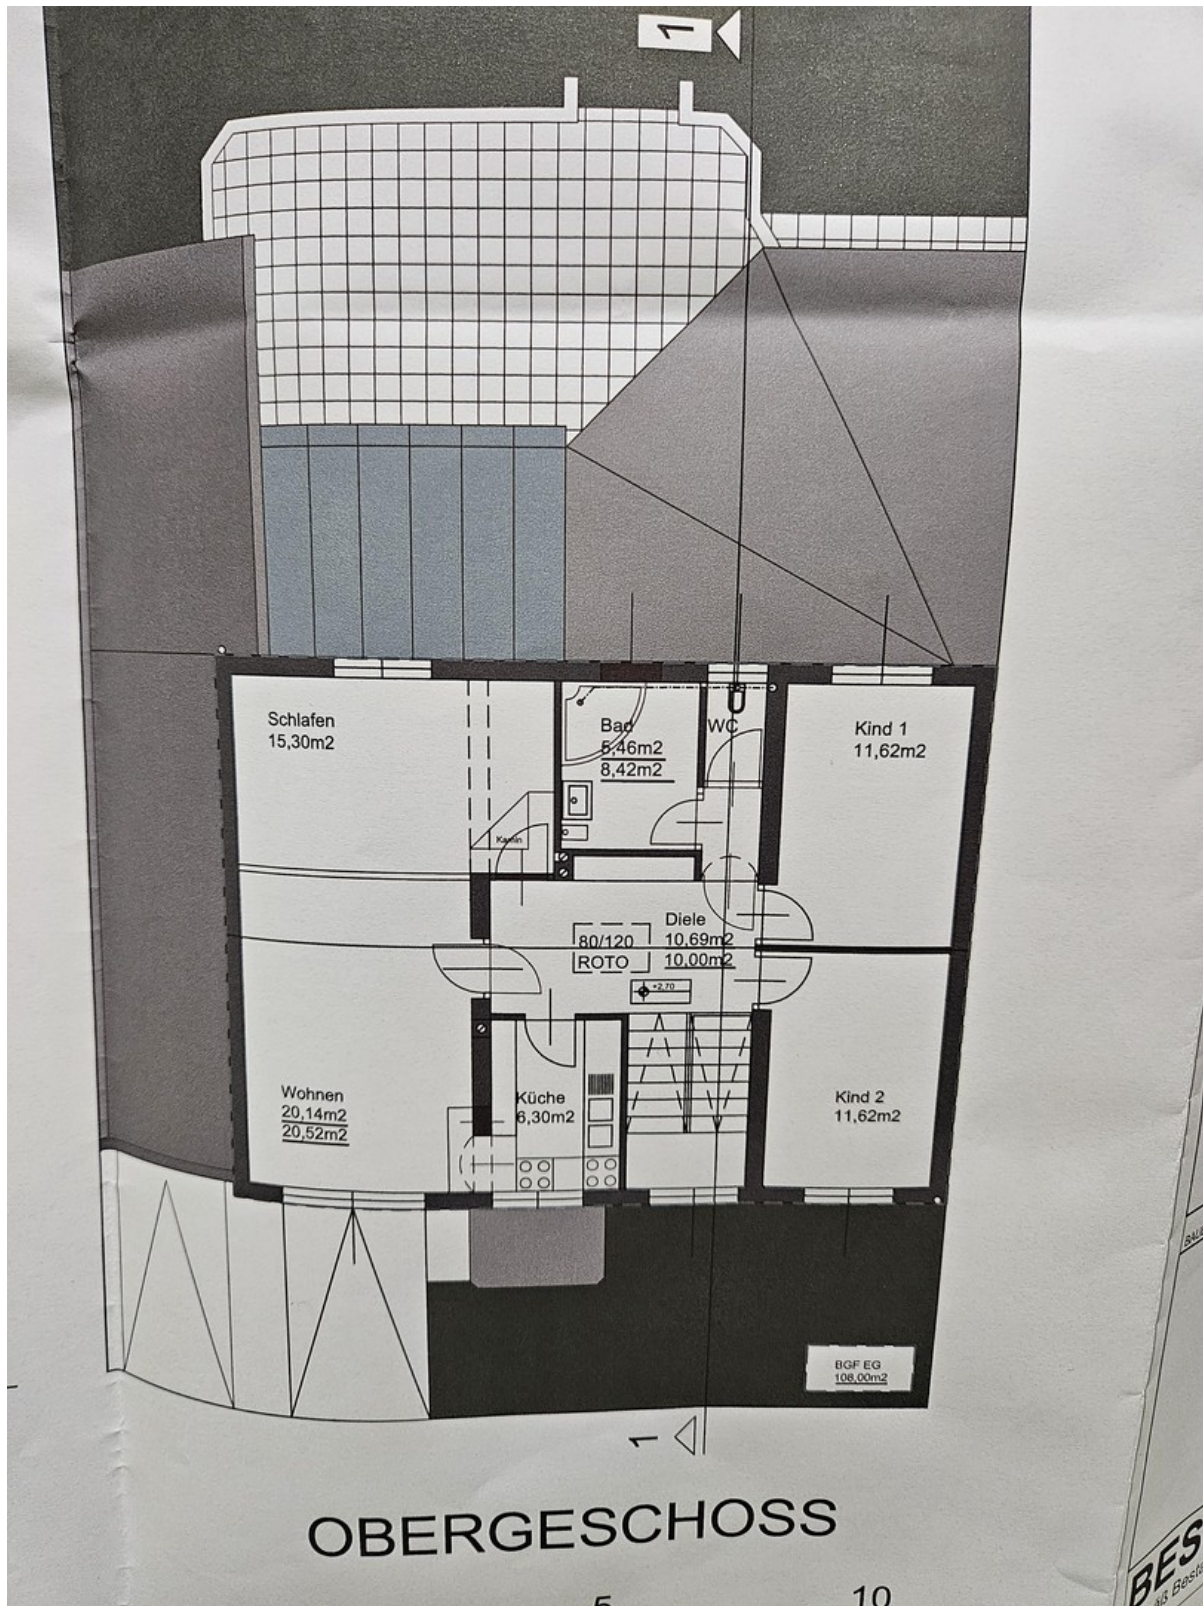 1
Schlafen
15,30m2
Bad
5,46m2
8,42m2
WC
Kind 1
11,62m2
Kamin
Diele
10,69m2
10,00m2
80/120
ROTO
+2,70
Wohnen
20,14m2
20,52m2
Küche
6,30m2
Kind 2
11,62m2
BGF EG
108,00m2
1
OBERGESCHOSS
5
10
BES